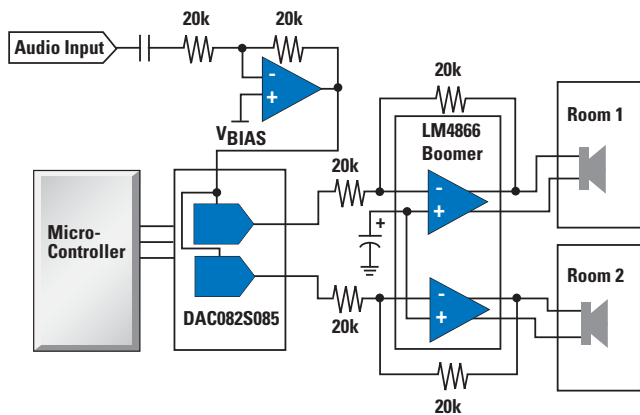 20k
20k
Audio Input
-
+
VBIAS
20k
LM4866
Boomer
Room 1
20k
-
+
+
Micro-
Controller
Room 2
-
+
20k
DAC082S085
20k